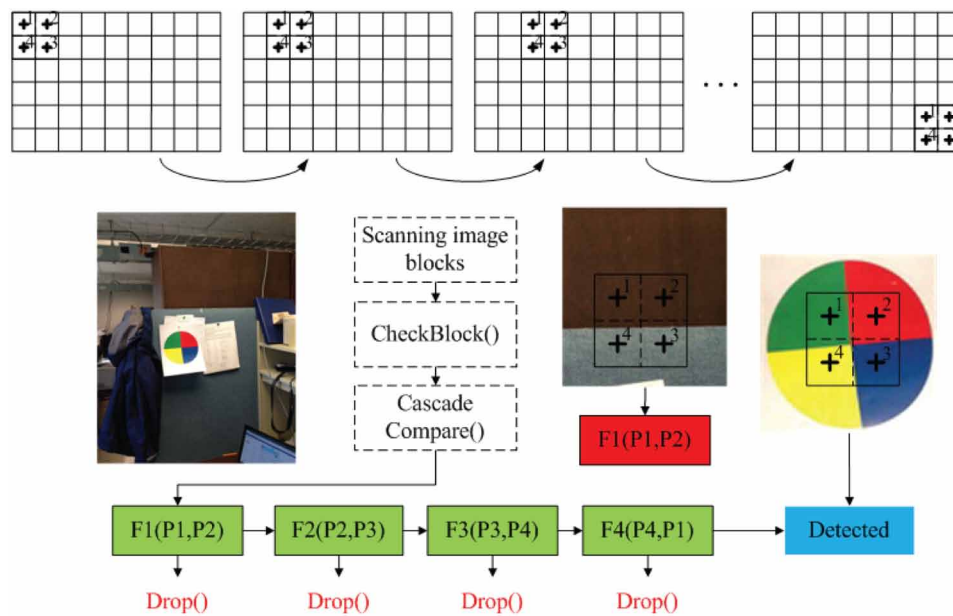 1 2
4 3
1 2
4 3
1 2
4 3
...
1
4
Scanning image
blocks
CheckBlock()
Cascade
Compare()
1 2
4 3
F1(P1,P2)
1 2
4 3
F1(P1,P2)
F2(P2,P3)
F3(P3,P4)
F4(P4,P1)
Detected
Drop()
Drop()
Drop()
Drop()